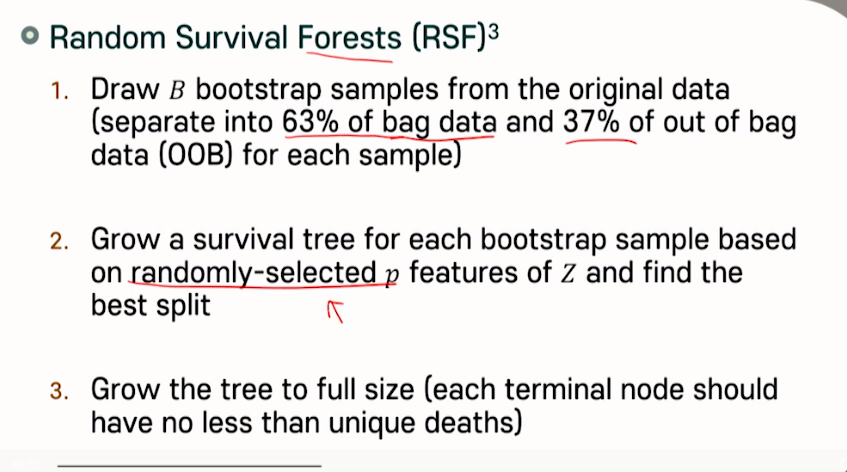 Random Survival Forests (RSF)³
1. Draw B bootstrap samples from the original data
(separate into 63% of bag data and 37% of out of bag
data (OOB) for each sample)
2. Grow a survival tree for each bootstrap sample based
on randomly-selected p features of Z and find the
best split
3. Grow the tree to full size (each terminal node should
have no less than unique deaths)